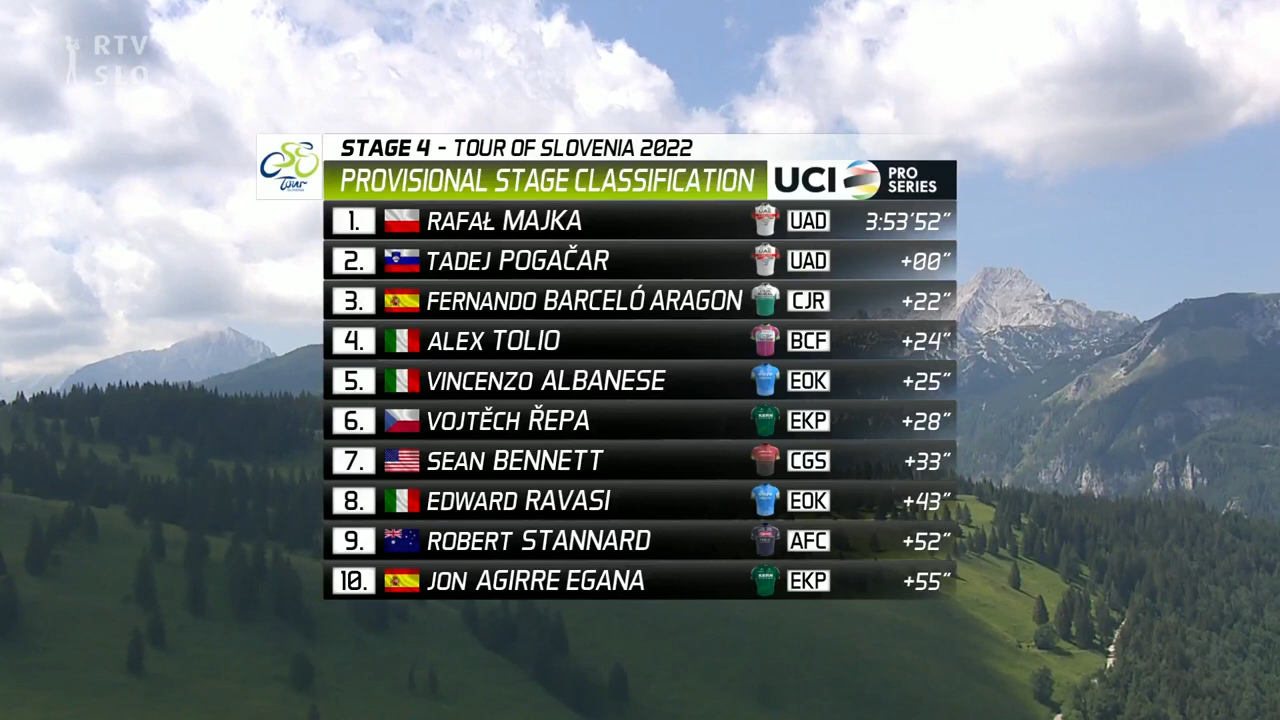 RTV
SLO
STAGE 4 - TOUR OF SLOVENIA 2022
Tour
PROVISIONAL STAGE CLASSIFICATION UCI PRO SERIES
1. RAFAŁ MAJKA UAD 3:53'52"
2. TADEJ POGAČAR UAD +00"
3. FERNANDO BARCELÓ ARAGON CJR +22"
4. ALEX TOLIO BCF +24"
5. VINCENZO ALBANESE EOK +25"
6. VOJTĚCH ŘEPA EKP +28"
7. SEAN BENNETT CGS +33"
8. EDWARD RAVASI EOK +43"
9. ROBERT STANNARD AFC +52"
10. JON AGIRRE EGANA EKP +55"